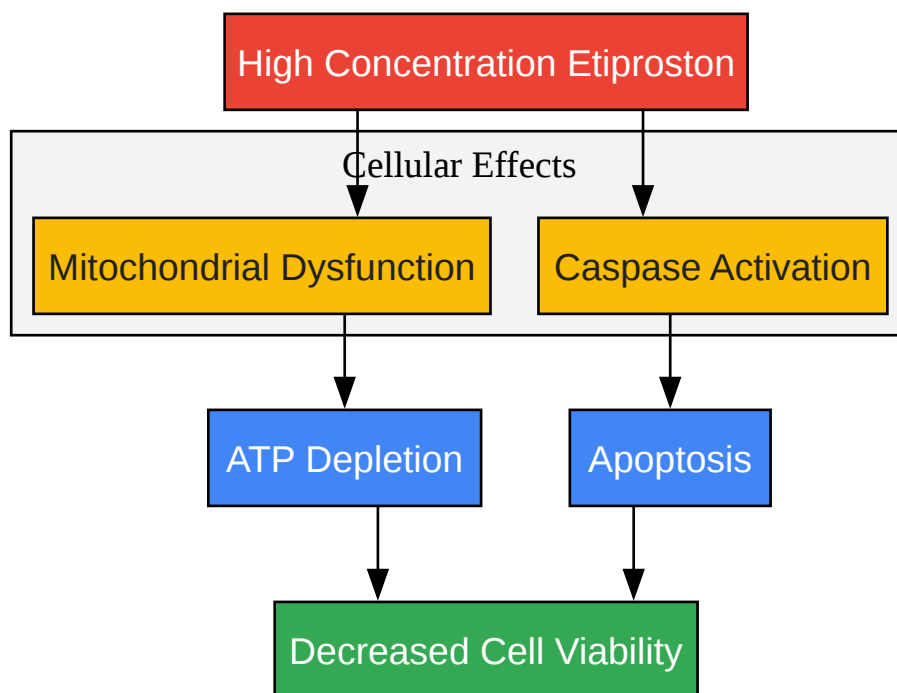 High Concentration Etiproston
Cellular Effects
Mitochondrial Dysfunction
Caspase Activation
ATP Depletion
Apoptosis
Decreased Cell Viability